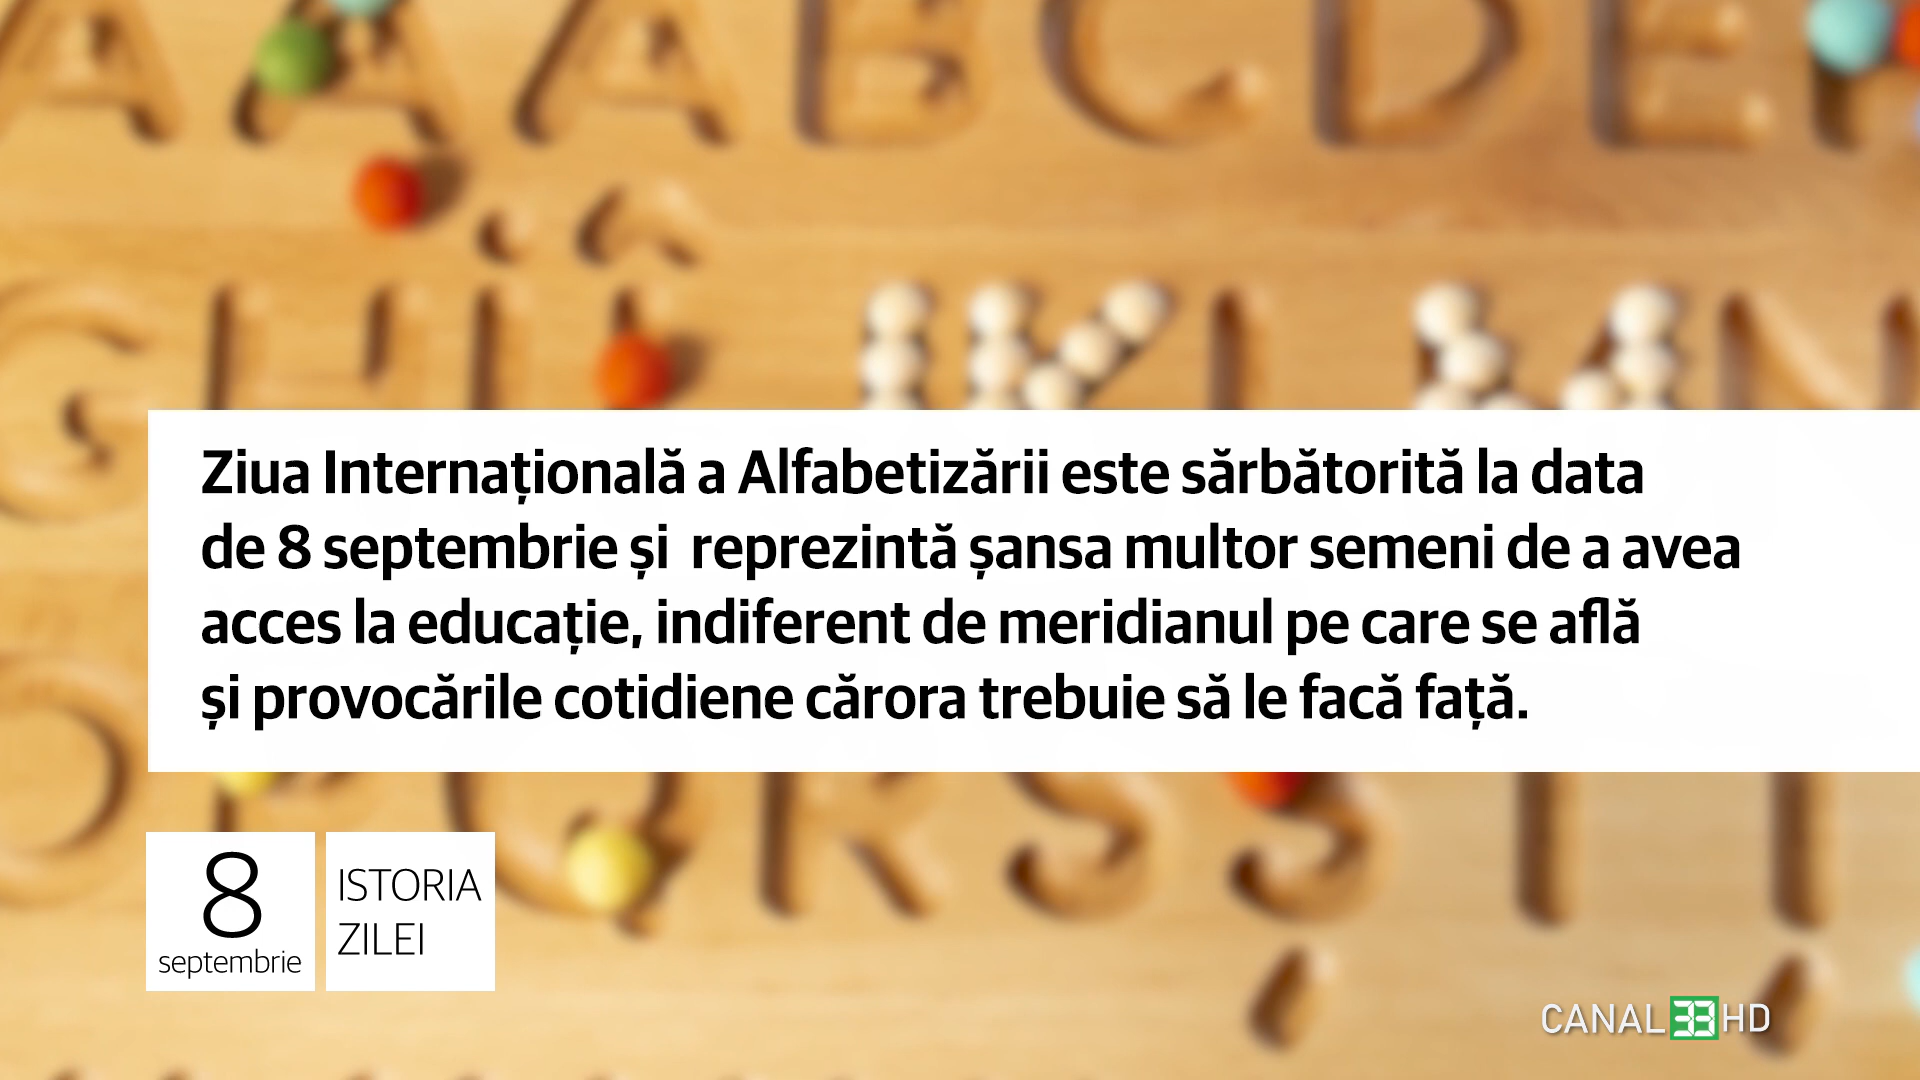 A A A B C D E
G H I K L M N
Ziua Internațională a Alfabetizării este sărbătorită la data
de 8 septembrie și  reprezintă șansa multor semeni de a avea
acces la educație, indiferent de meridianul pe care se află
și provocările cotidiene cărora trebuie să le facă față.
O P Q R S Ș T Ț
8
septembrie
ISTORIA
ZILEI
CANAL 33 HD